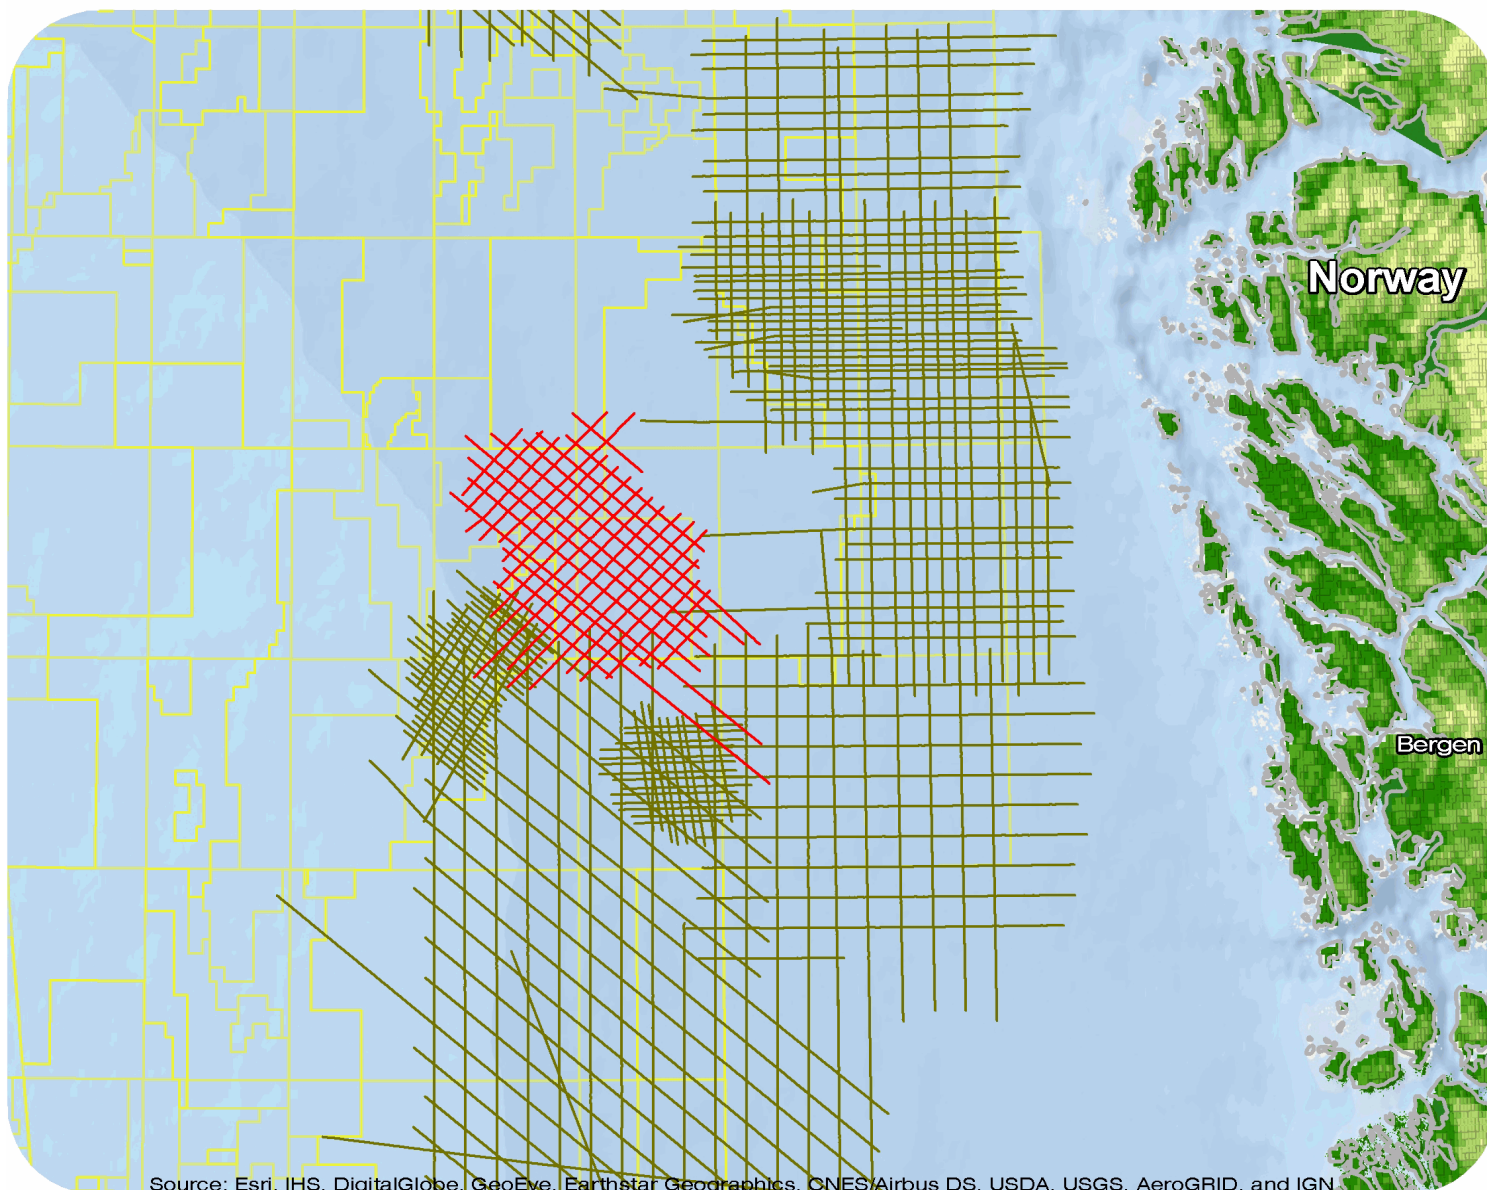 Norway
Bergen
Source: Esri, IHS, DigitalGlobe, GeoEye, Earthstar Geographics, CNES/Airbus DS, USDA, USGS, AeroGRID, and IGN